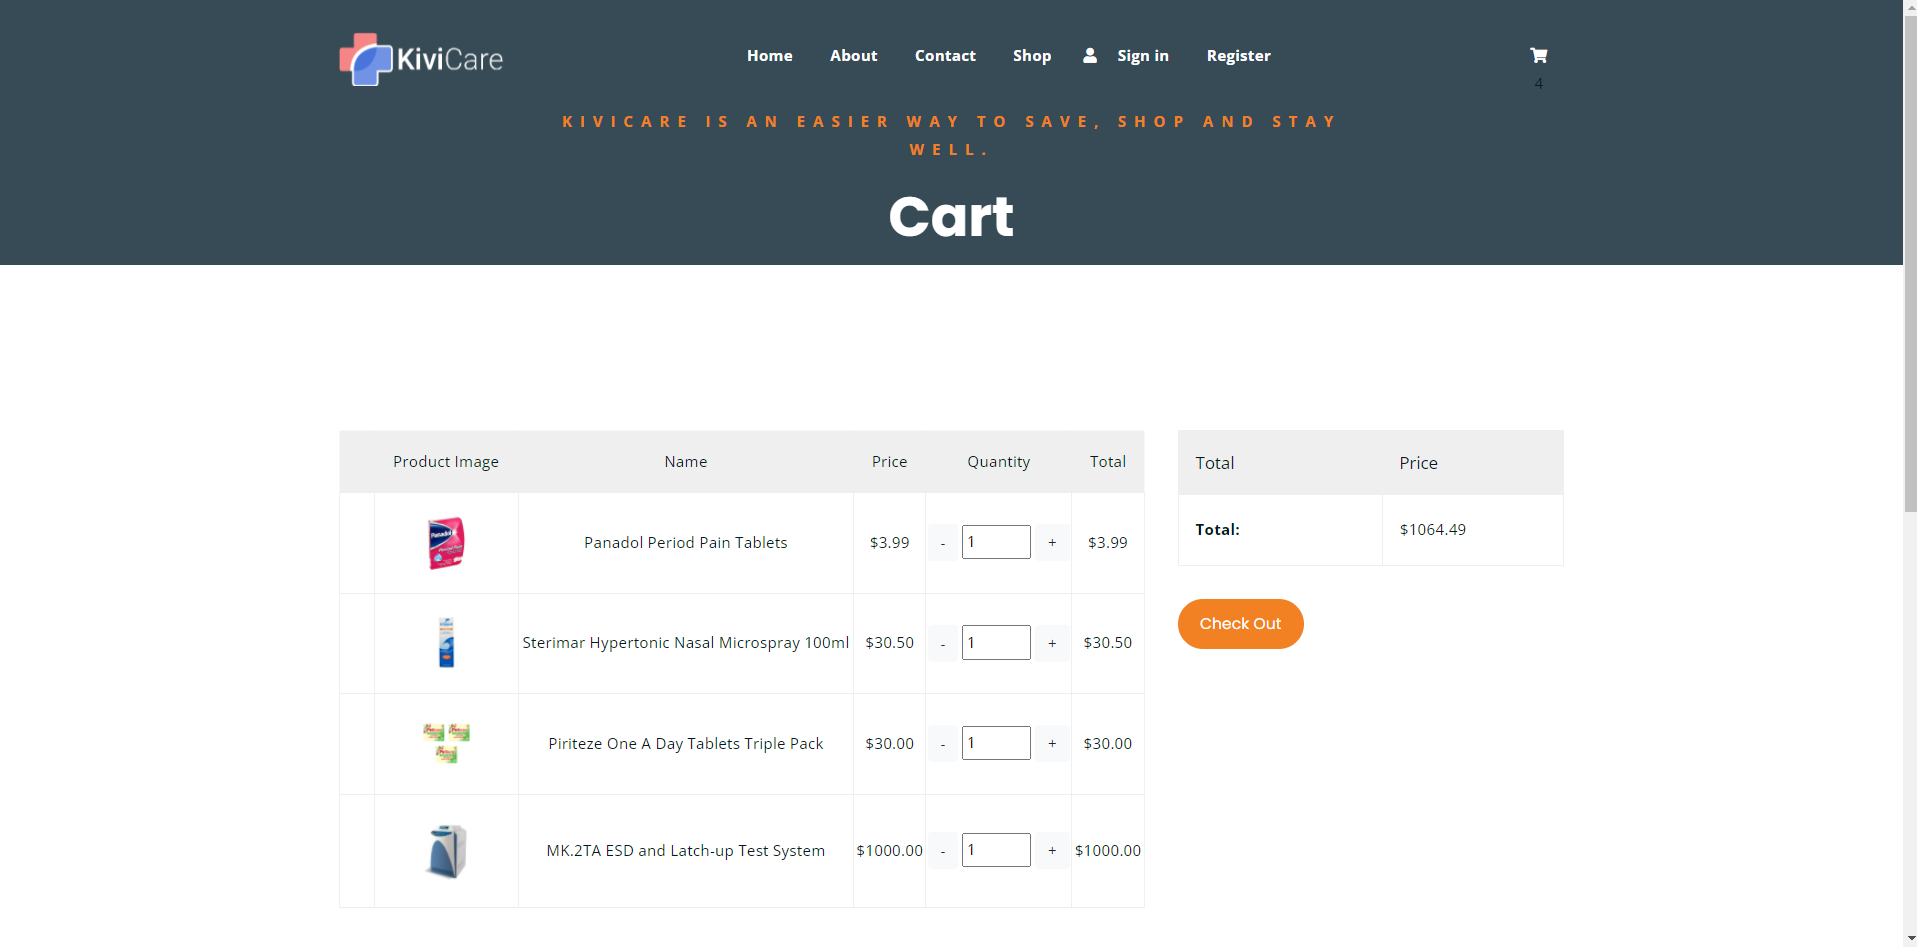 KiviCare
Home About Contact Shop Sign in Register
4
KIVICARE IS AN EASIER WAY TO SAVE, SHOP AND STAY
WELL.
Cart
Product Image Name Price Quantity Total
Panadol
Panadol Period Pain Tablets $3.99 - 1 + $3.99
Sterimar Hypertonic Nasal Microspray 100ml $30.50 - 1 + $30.50
Piriteze One A Day Tablets Triple Pack $30.00 - 1 + $30.00
MK.2TA ESD and Latch-up Test System $1000.00 - 1 + $1000.00
Total Price
Total: $1064.49
Check Out